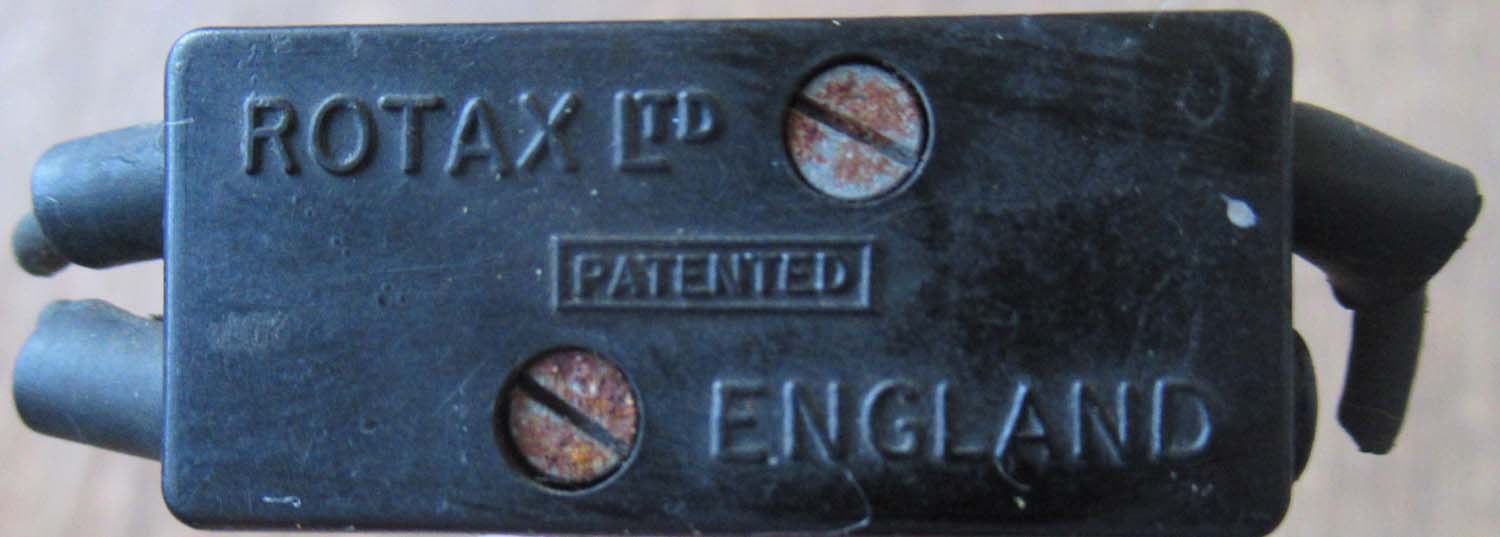 ROTAX LTD
PATENTED
ENGLAND